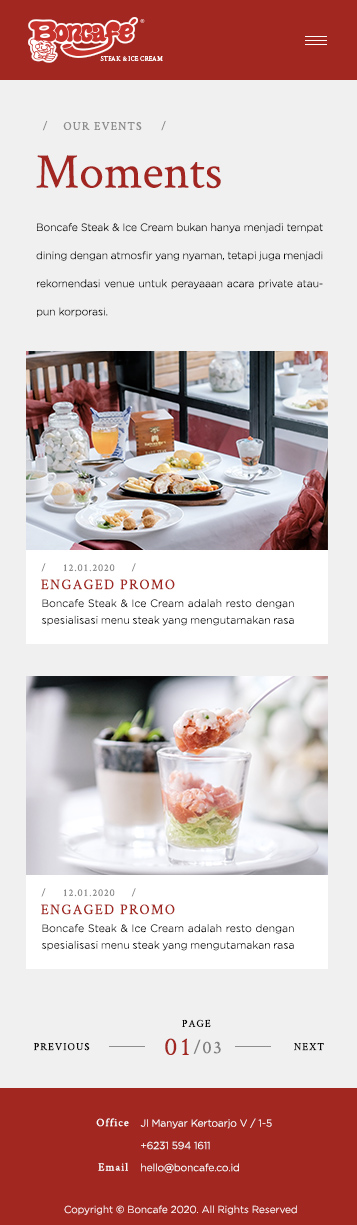 Boncafe®
STEAK & ICE CREAM
/ OUR EVENTS /
Moments
Boncafe Steak & Ice Cream bukan hanya menjadi tempat
dining dengan atmosfir yang nyaman, tetapi juga menjadi
rekomendasi venue untuk perayaaan acara private atau-
pun korporasi.
/ 12.01.2020 /
ENGAGED PROMO
Boncafe Steak & Ice Cream adalah resto dengan
spesialisasi menu steak yang mengutamakan rasa
/ 12.01.2020 /
ENGAGED PROMO
Boncafe Steak & Ice Cream adalah resto dengan
spesialisasi menu steak yang mengutamakan rasa
PAGE
PREVIOUS 01/03 NEXT
Office Jl Manyar Kertoarjo V / 1-5
+6231 594 1611
Email hello@boncafe.co.id
Copyright © Boncafe 2020. All Rights Reserved